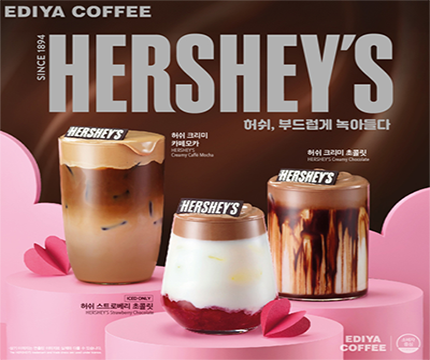 EDIYA COFFEE
SINCE 1894
HERSHEY'S
허쉬, 부드럽게 녹아들다
허쉬 크리미
카페모카
HERSHEY'S
Creamy Caffé Mocha
허쉬 크리미 초콜릿
HERSHEY'S Creamy Chocolate
HERSHEY'S
HERSHEY'S
HERSHEY'S
ICED ONLY
허쉬 스트로베리 초콜릿
HERSHEY'S Strawberry Chocolate
EDIYA
COFFEE